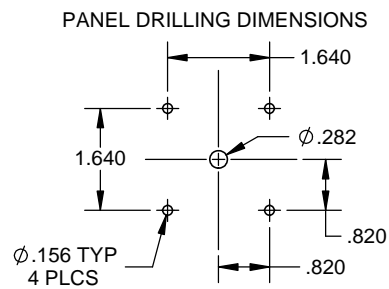 PANEL DRILLING DIMENSIONS
1.640
Ø.282
1.640
.820
Ø.156 TYP
4 PLCS
.820